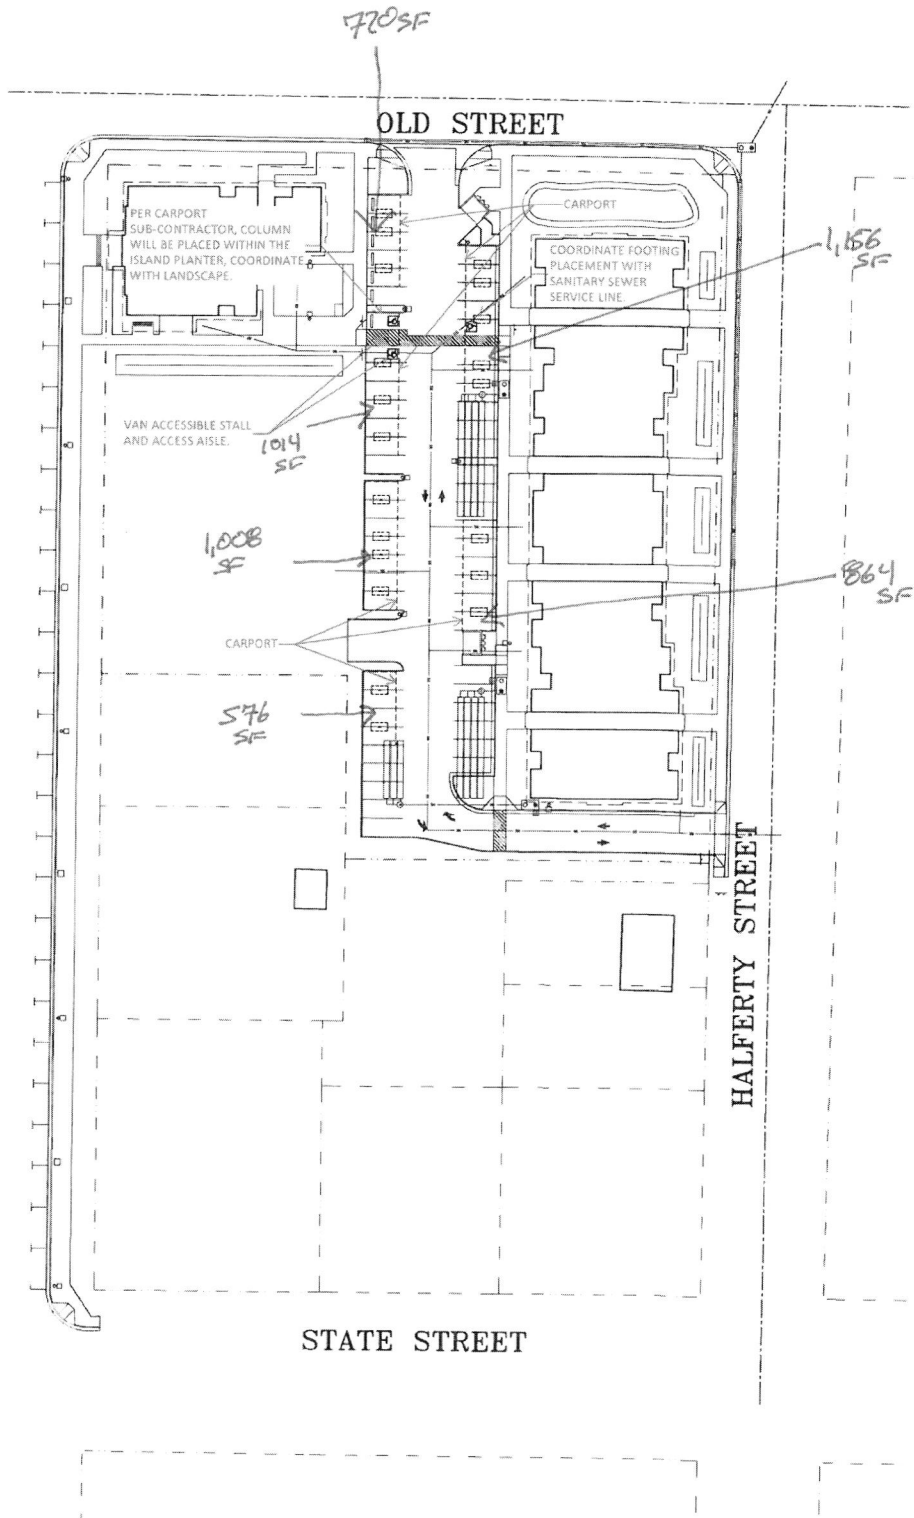 720 SF
OLD STREET
PER CARPORT
SUB-CONTRACTOR, COLUMN
WILL BE PLACED WITHIN THE
ISLAND PLANTER, COORDINATE
WITH LANDSCAPE.
CARPORT
COORDINATE FOOTING
PLACEMENT WITH
SANITARY SEWER
SERVICE LINE.
1,156
SF
VAN ACCESSIBLE STALL
AND ACCESS AISLE.
1014
SF
1,008
SF
864
SF
CARPORT
576
SF
HALFERTY STREET
STATE STREET